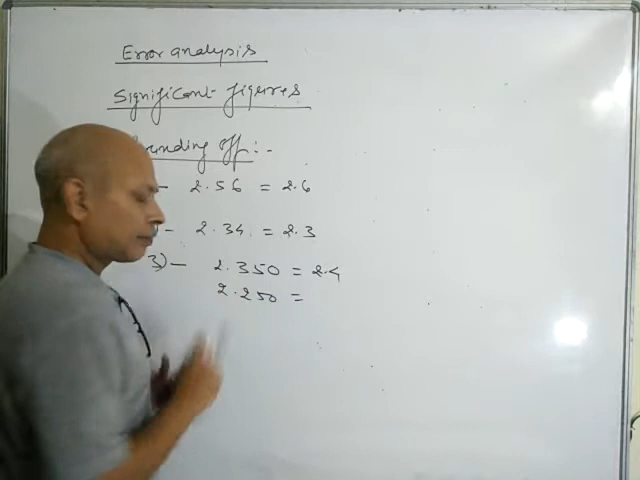 Error analysis
Significant figures
off:-
- 2.56 = 2.6
- 2.34 = 2.3
3)- 2.350 = 2.4
2.250 =